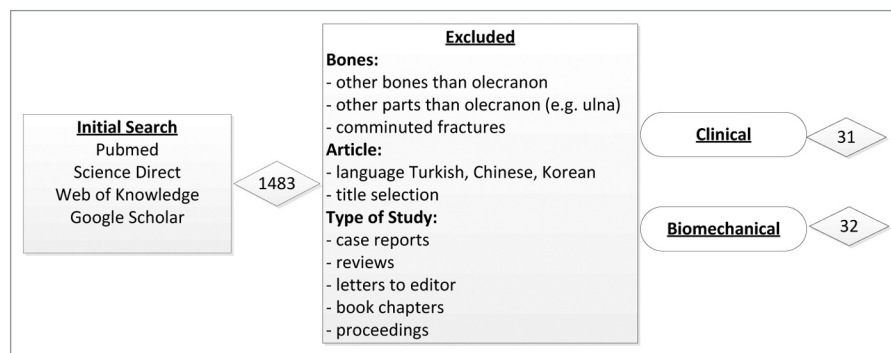 Initial Search
Pubmed
Science Direct
Web of Knowledge
Google Scholar
1483
Excluded
Bones:
- other bones than olecranon
- other parts than olecranon (e.g. ulna)
- comminuted fractures
Article:
- language Turkish, Chinese, Korean
- title selection
Type of Study:
- case reports
- reviews
- letters to editor
- book chapters
- proceedings
Clinical
31
Biomechanical
32